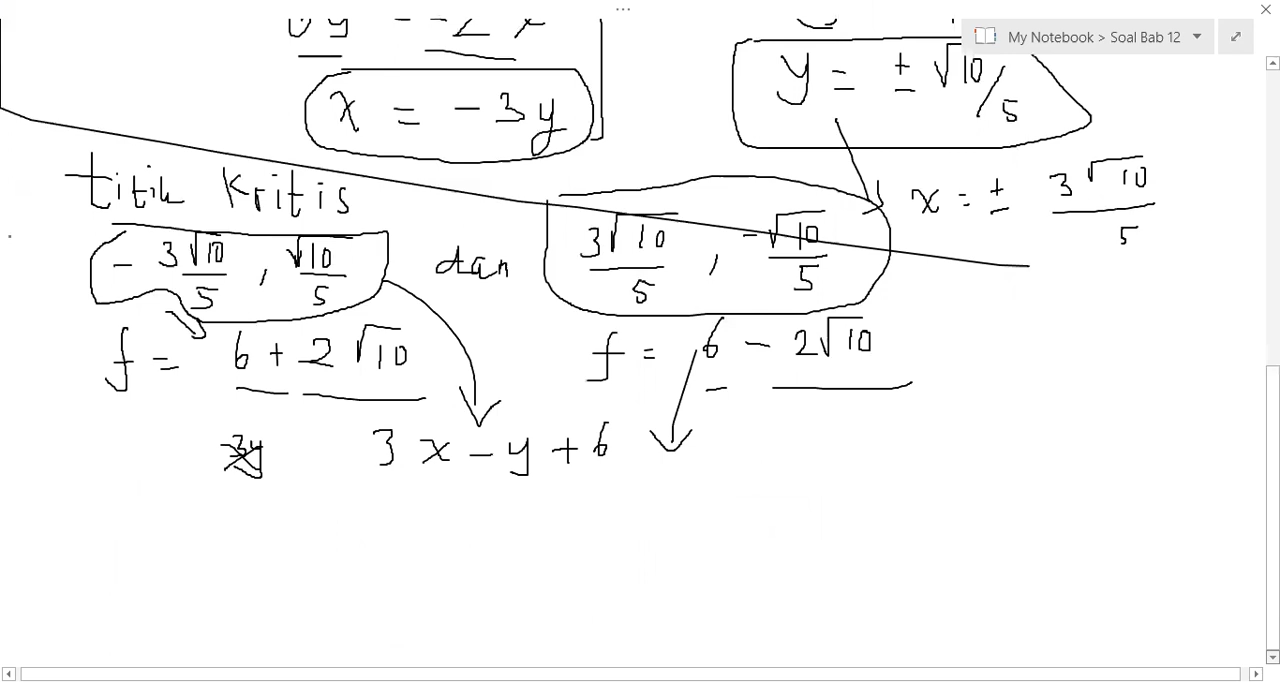 My Notebook > Soal Bab 12
x = - 3y
y = ± √10/5
x = ± 3√10/5
titik Kritis
- 3√10/5 , √10/5 dan 3√10/5 , -√10/5
f = 6 + 2 √10
f = 6 - 2√10
3x - y + 6